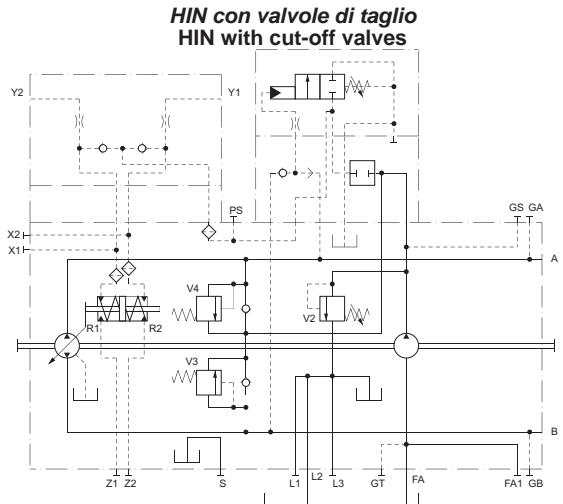 HIN con valvole di taglio
HIN with cut-off valves
Y2
Y1
PS
GS GA
X2
X1
A
V4
V2
R1
R2
V3
B
Z1 Z2
S
L1
L2
L3
GT
FA
FA1
GB